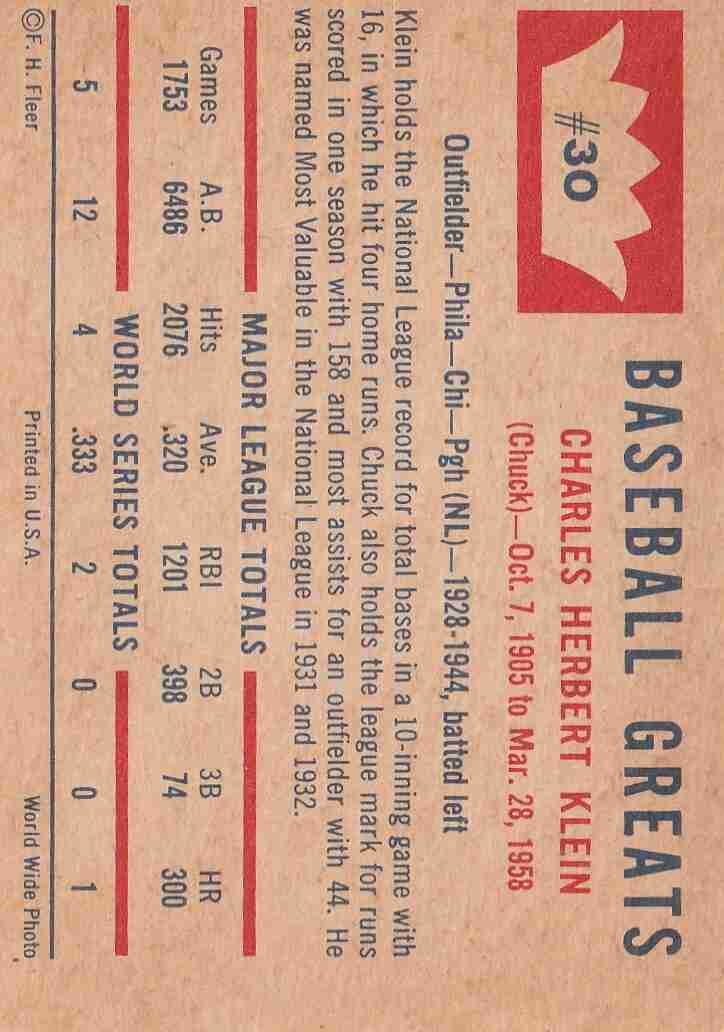 #30
BASEBALL GREATS
CHARLES HERBERT KLEIN
(Chuck)—Oct. 7, 1905 to Mar. 28, 1958
Outfielder—Phila—Chi—Pgh (NL)—1928-1944, batted left
Klein holds the National League record for total bases in a 10-inning game with
16, in which he hit four home runs. Chuck also holds the league mark for runs
scored in one season with 158 and most assists for an outfielder with 44. He
was named Most Valuable in the National League in 1931 and 1932.
MAJOR LEAGUE TOTALS
Games A.B. Hits Ave. RBI 2B 3B HR
1753 6486 2076 .320 1201 398 74 300
WORLD SERIES TOTALS
5 12 4 .333 2 0 0 1
©F. H. Fleer Printed in U.S.A. World Wide Photo